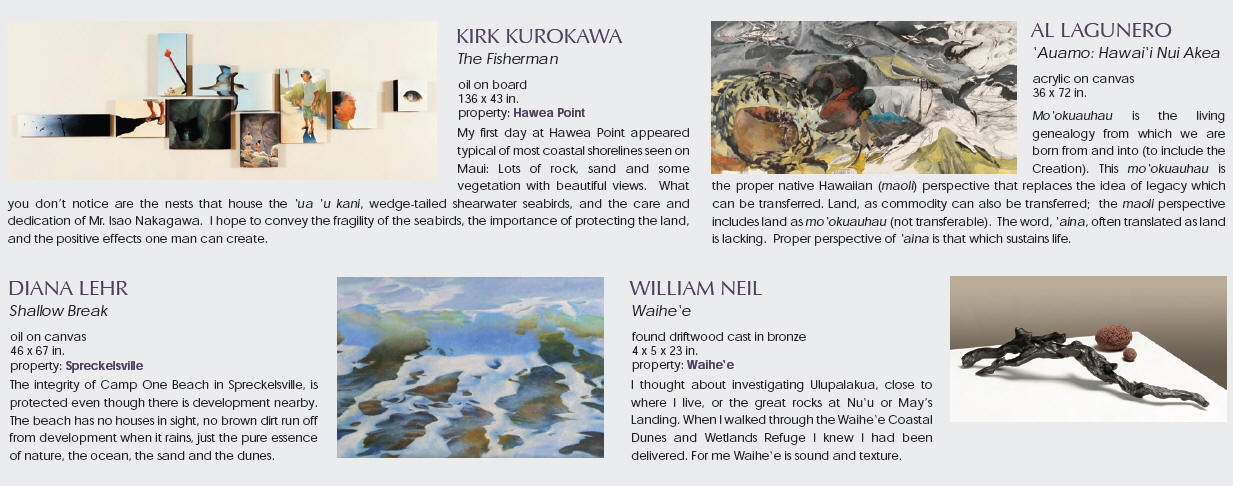 KIRK KUROKAWA
The Fisherman
oil on board
136 x 43 in.
property: Hawea Point
My first day at Hawea Point appeared
typical of most coastal shorelines seen on
Maui: Lots of rock, sand and some
vegetation with beautiful views. What
you don't notice are the nests that house the 'ua 'u kani, wedge-tailed shearwater seabirds, and the care and
dedication of Mr. Isao Nakagawa. I hope to convey the fragility of the seabirds, the importance of protecting the land,
and the positive effects one man can create.
AL LAGUNERO
'Auamo: Hawai'i Nui Akea
acrylic on canvas
36 x 72 in.
Mo'okuauhau is the living
genealogy from which we are
born from and into (to include the
Creation). This mo'okuauhau is
the proper native Hawaiian (maoli) perspective that replaces the idea of legacy which
can be transferred. Land, as commodity can also be transferred; the maoli perspective
includes land as mo'okuauhau (not transferable). The word, 'aina, often translated as land
is lacking. Proper perspective of 'aina is that which sustains life.
DIANA LEHR
Shallow Break
oil on canvas
46 x 67 in.
property: Spreckelsville
The integrity of Camp One Beach in Spreckelsville, is
protected even though there is development nearby.
The beach has no houses in sight, no brown dirt run off
from development when it rains, just the pure essence
of nature, the ocean, the sand and the dunes.
WILLIAM NEIL
Waihe'e
found driftwood cast in bronze
4 x 5 x 23 in.
property: Waihe'e
I thought about investigating Ulupalakua, close to
where I live, or the great rocks at Nu'u or May's
Landing. When I walked through the Waihe'e Coastal
Dunes and Wetlands Refuge I knew I had been
delivered. For me Waihe'e is sound and texture.